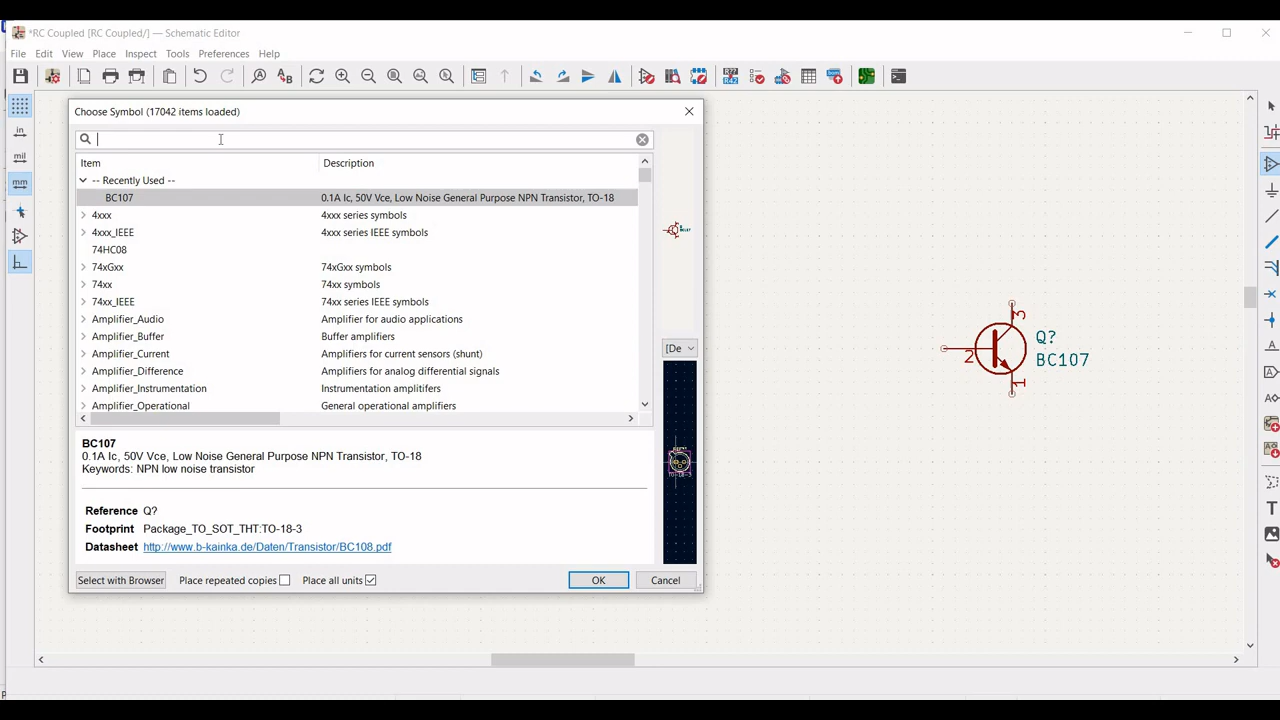 *RC Coupled [RC Coupled/] — Schematic Editor
File Edit View Place Inspect Tools Preferences Help
Choose Symbol (17042 items loaded)
Item Description
-- Recently Used --
BC107 0.1A Ic, 50V Vce, Low Noise General Purpose NPN Transistor, TO-18
4xxx 4xxx series symbols
4xxx_IEEE 4xxx series IEEE symbols
74HC08
74xGxx 74xGxx symbols
74xx 74xx symbols
74xx_IEEE 74xx series IEEE symbols
Amplifier_Audio Amplifier for audio applications
Amplifier_Buffer Buffer amplifiers
Amplifier_Current Amplifiers for current sensors (shunt)
Amplifier_Difference Amplifiers for analog differential signals
Amplifier_Instrumentation Instrumentation amplitifers
Amplifier_Operational General operational amplifiers
[De
BC107
0.1A Ic, 50V Vce, Low Noise General Purpose NPN Transistor, TO-18
Keywords: NPN low noise transistor
Reference Q?
Footprint Package_TO_SOT_THT:TO-18-3
Datasheet http://www.b-kainka.de/Daten/Transistor/BC108.pdf
Select with Browser Place repeated copies Place all units OK Cancel
in
mil
mm
3
Q?
2
BC107
1